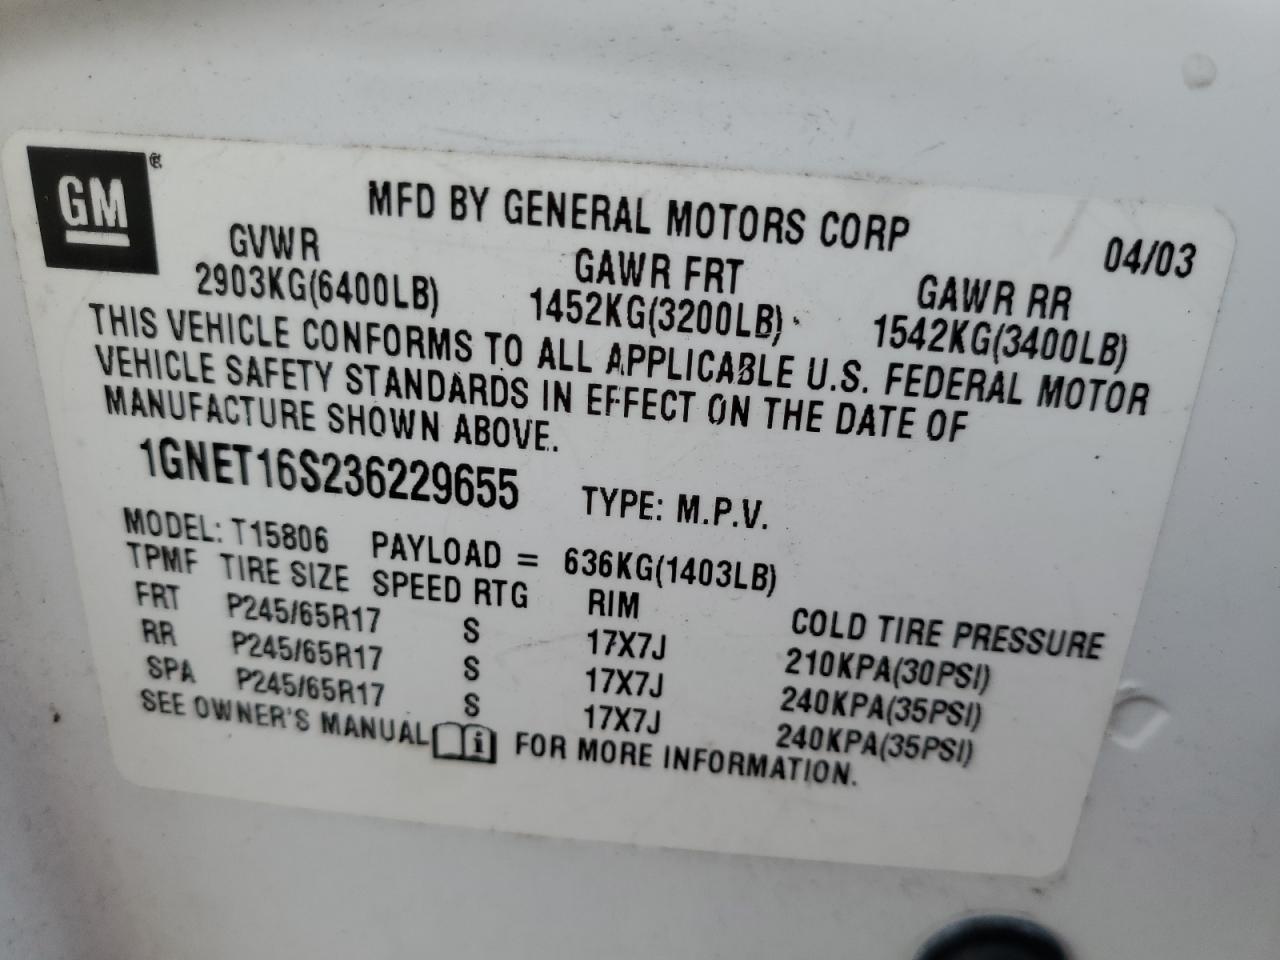 GM ®
MFD BY GENERAL MOTORS CORP 04/03
GVWR GAWR FRT GAWR RR
2903KG(6400LB) 1452KG(3200LB) 1542KG(3400LB)
THIS VEHICLE CONFORMS TO ALL APPLICABLE U.S. FEDERAL MOTOR
VEHICLE SAFETY STANDARDS IN EFFECT ON THE DATE OF
MANUFACTURE SHOWN ABOVE.
1GNET16S236229655 TYPE: M.P.V.
MODEL: T15806 PAYLOAD = 636KG(1403LB)
TPMF TIRE SIZE SPEED RTG RIM COLD TIRE PRESSURE
FRT P245/65R17 S 17X7J 210KPA(30PSI)
RR P245/65R17 S 17X7J 240KPA(35PSI)
SPA P245/65R17 S 17X7J 240KPA(35PSI)
SEE OWNER'S MANUAL i FOR MORE INFORMATION.